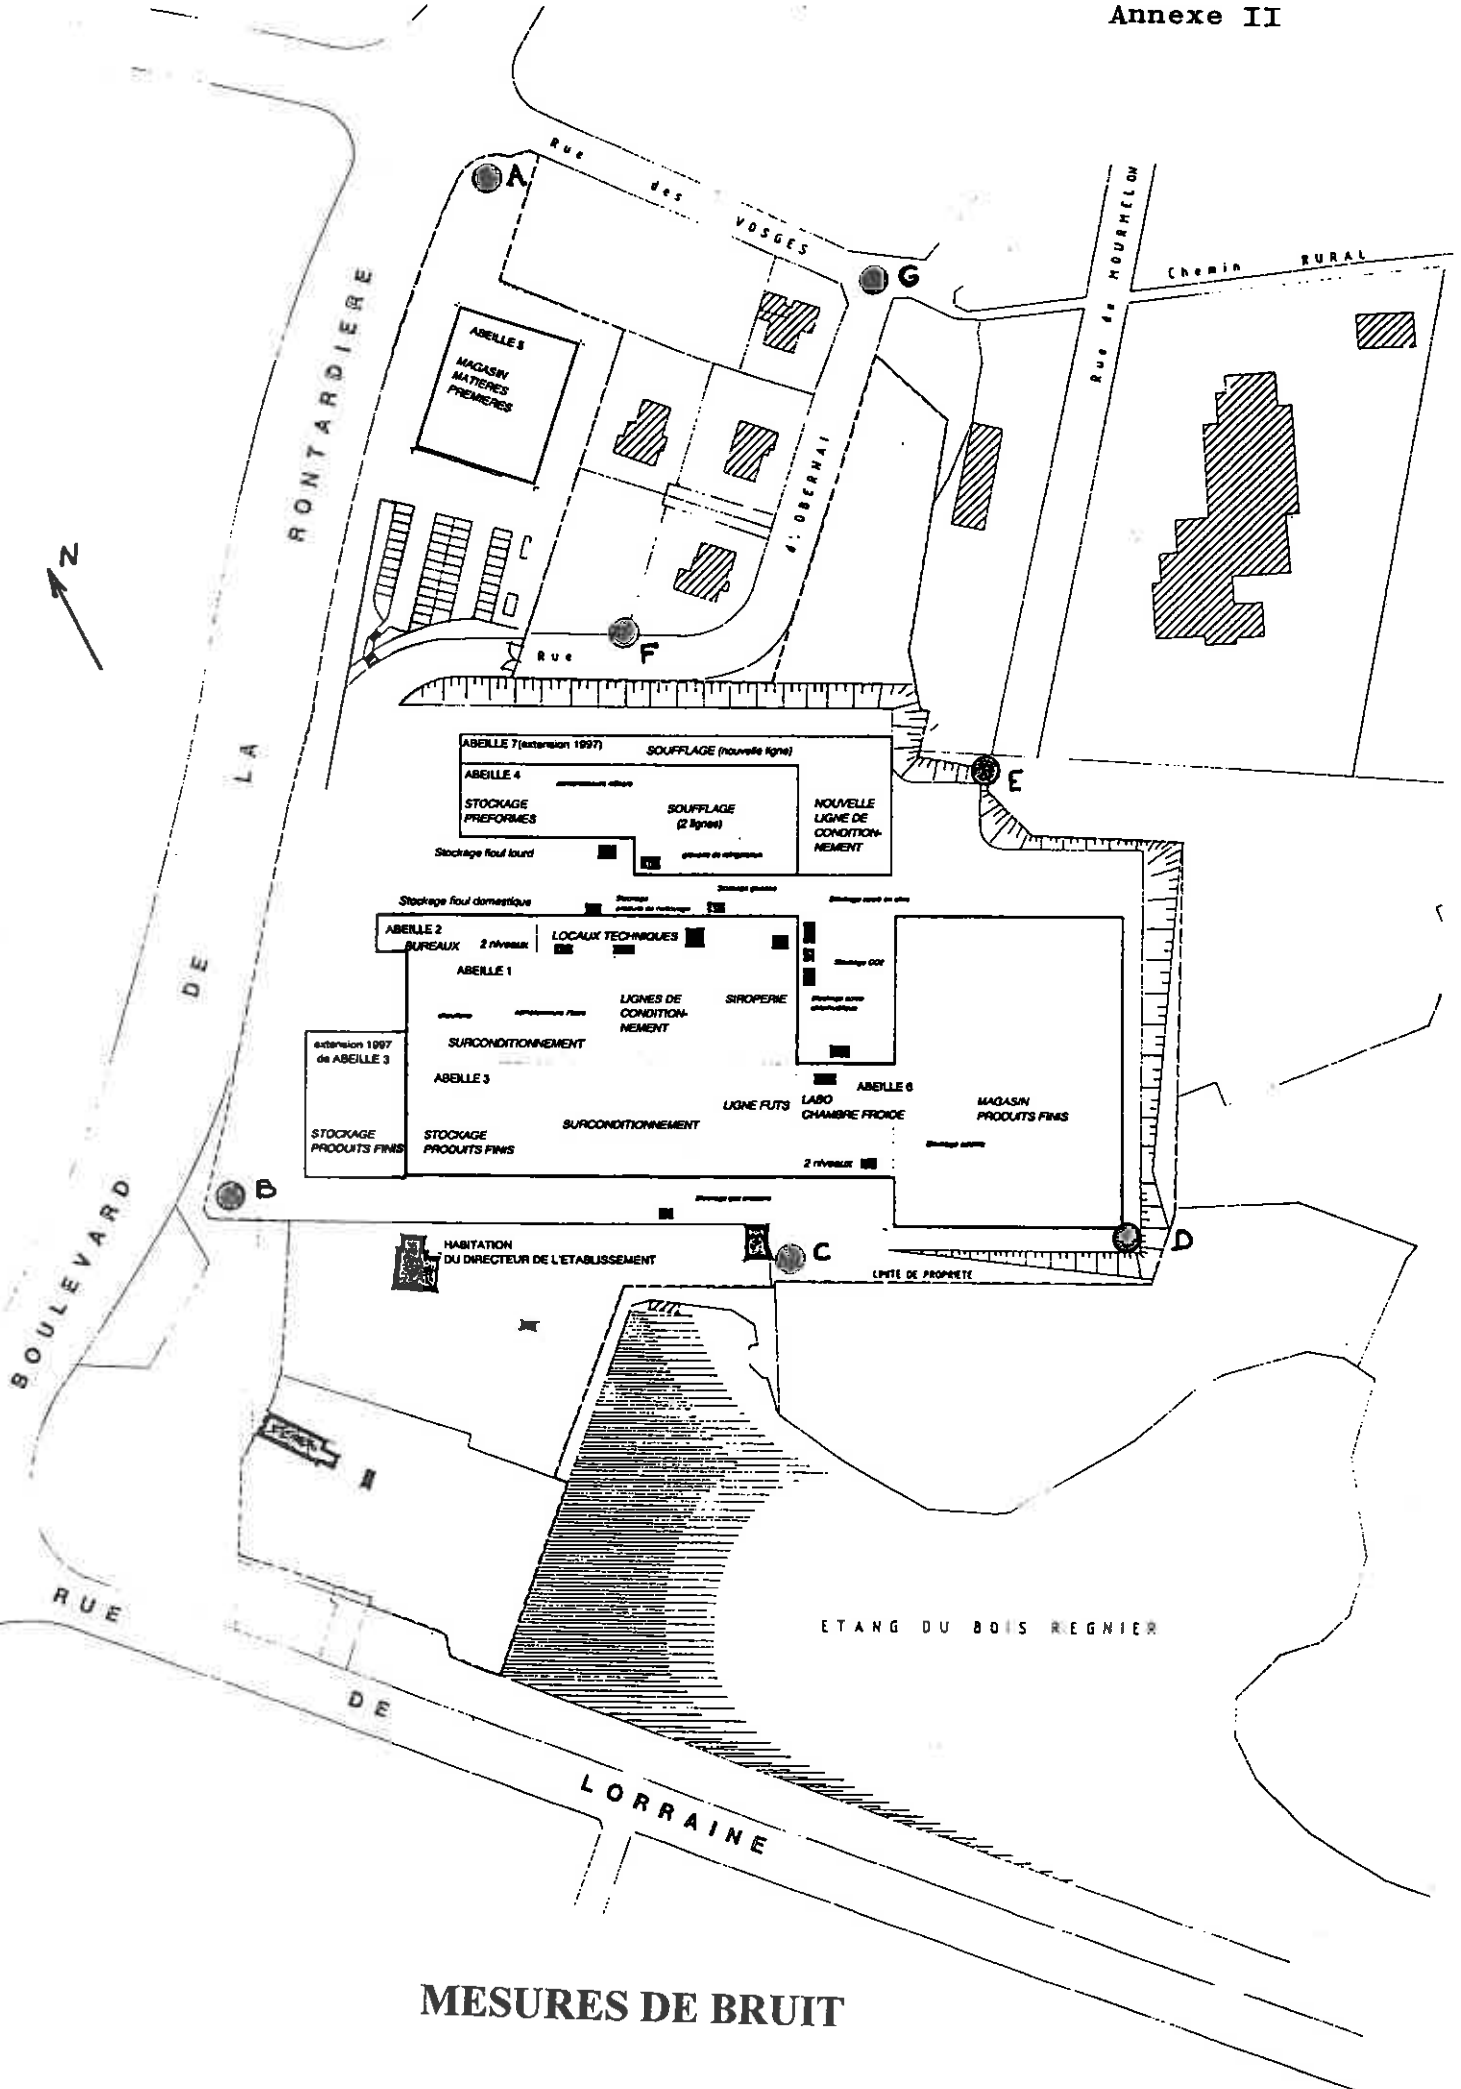 Annexe II
Rue des VOSGES
A
G
Rue de MOURMELON
Chemin RURAL
ABEILLE 5
MAGASIN
MATIERES
PREMIERES
d'OBERNAI
N
F
Rue
BOULEVARD DE LA RONTARDIERE
ABEILLE 7 (extension 1997)
SOUFFLAGE (nouvelle ligne)
ABEILLE 4
STOCKAGE
PREFORMES
SOUFFLAGE
(2 lignes)
NOUVELLE
LIGNE DE
CONDITION-
NEMENT
E
Stockage fioul lourd
Stockage fioul domestique
ABEILLE 2
BUREAUX
2 niveaux
LOCAUX TECHNIQUES
Stockage CO2
ABEILLE 1
LIGNES DE
CONDITION-
NEMENT
SIROPERIE
SURCONDITIONNEMENT
extension 1997
de ABEILLE 3
ABEILLE 3
ABEILLE 6
LIGNE FUTS
LABO
CHAMBRE FROIDE
MAGASIN
PRODUITS FINIS
SURCONDITIONNEMENT
STOCKAGE
PRODUITS FINIS
STOCKAGE
PRODUITS FINIS
2 niveaux
B
HABITATION
DU DIRECTEUR DE L'ETABLISSEMENT
C
D
LIMITE DE PROPRIETE
ETANG DU BOIS REGNIER
RUE DE LORRAINE
MESURES DE BRUIT